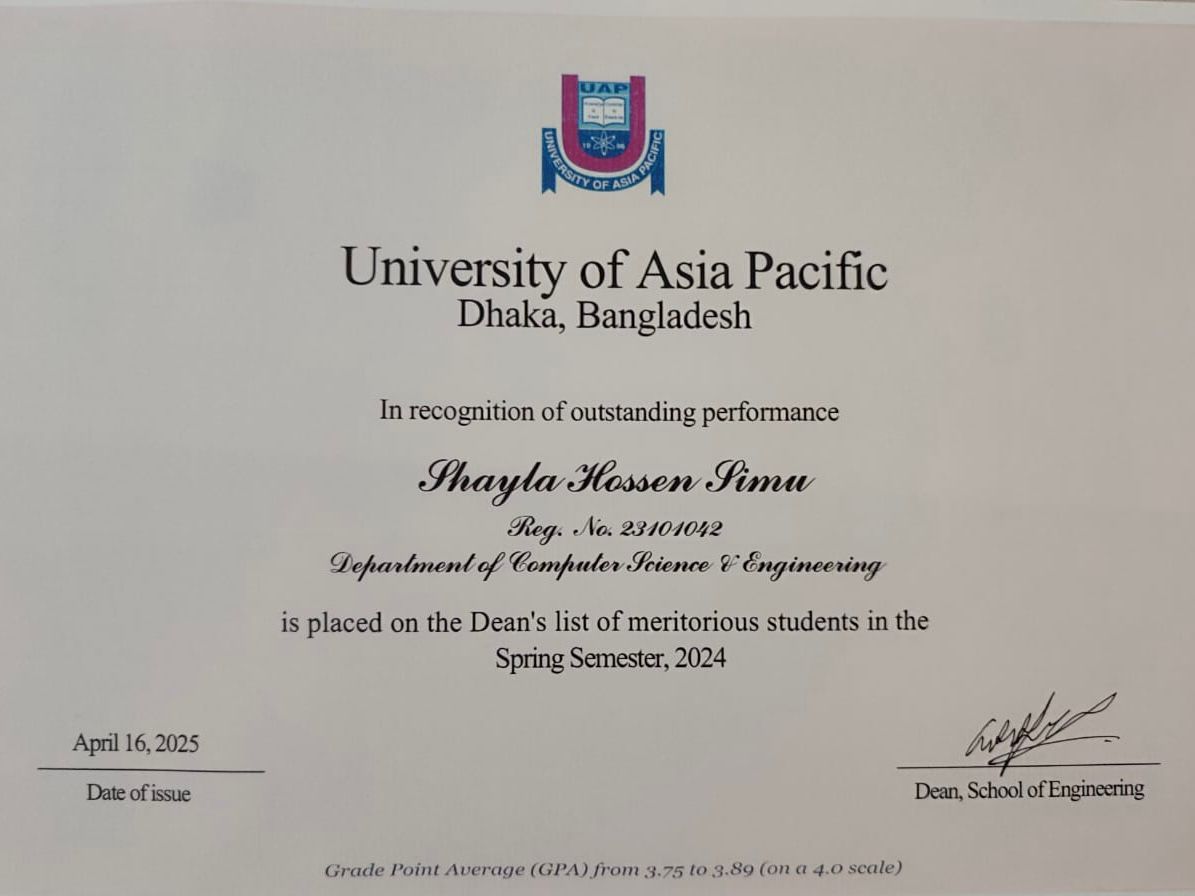 UAP
19 96
UNIVERSITY OF ASIA PACIFIC
University of Asia Pacific
Dhaka, Bangladesh
In recognition of outstanding performance
Shayla Hossen Simu
Reg. No. 23101042
Department of Computer Science & Engineering
is placed on the Dean's list of meritorious students in the
Spring Semester, 2024
April 16, 2025
Date of issue
Dean, School of Engineering
Grade Point Average (GPA) from 3.75 to 3.89 (on a 4.0 scale)